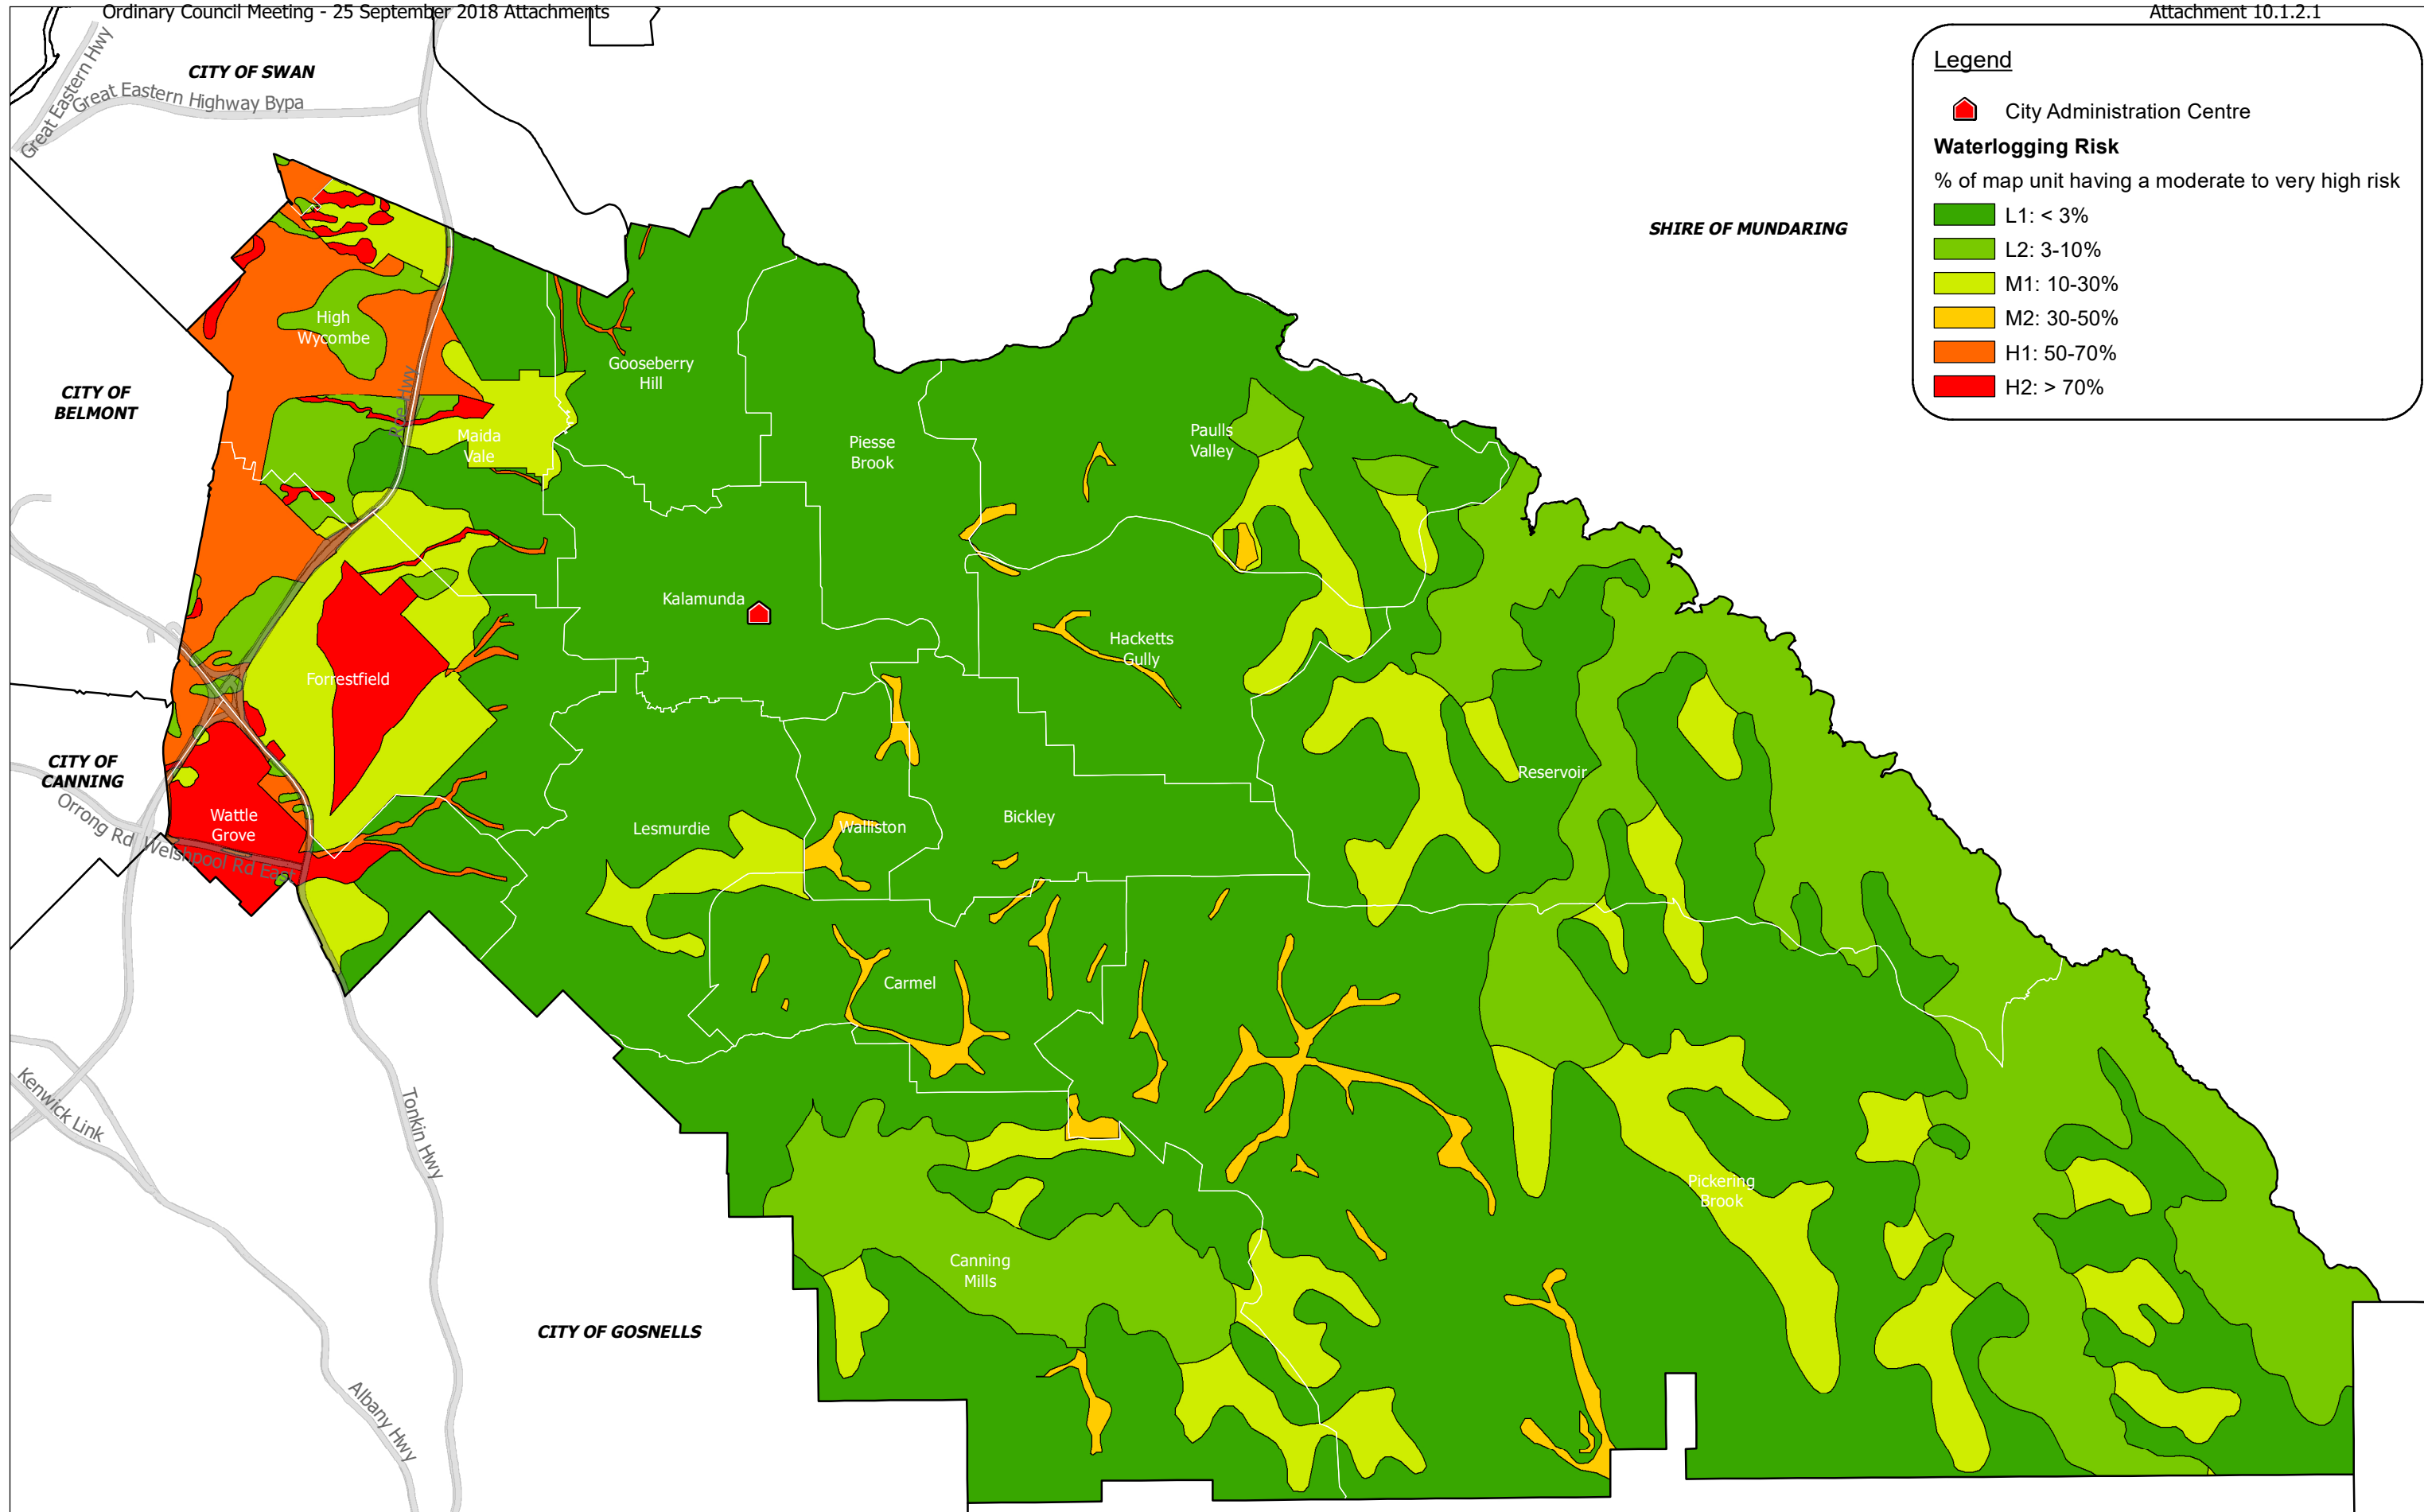 Ordinary Council Meeting - 25 September 2018 Attachments
Attachment 10.1.2.1
Legend
City Administration Centre
Waterlogging Risk
% of map unit having a moderate to very high risk
L1: < 3%
L2: 3-10%
M1: 10-30%
M2: 30-50%
H1: 50-70%
H2: > 70%
CITY OF SWAN
Great Eastern Hwy
Great Eastern Highway Bypa
SHIRE OF MUNDARING
High
Wycombe
Gooseberry
Hill
CITY OF
BELMONT
Hwy
Maida
Vale
Piesse
Brook
Paulls
Valley
Kalamunda
Hacketts
Gully
Forrestfield
CITY OF
CANNING
Reservoir
Orrong Rd
Wattle
Grove
Welshpool Rd East
Lesmurdie
Walliston
Bickley
Carmel
Kenwick Link
Tonkin Hwy
Pickering
Brook
Canning
Mills
CITY OF GOSNELLS
Albany Hwy